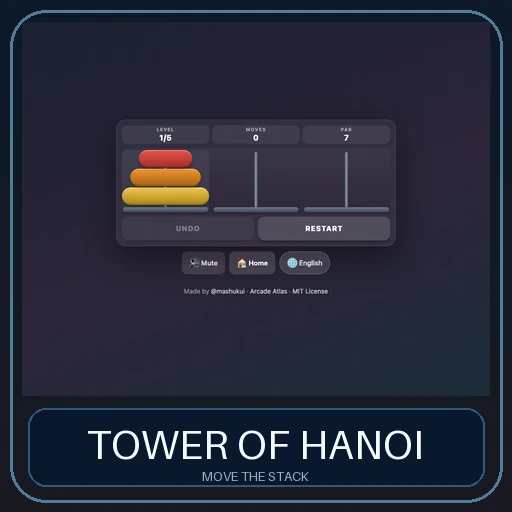 LEVEL MOVES PAR
1/5 0 7
UNDO RESTART
Mute Home English
Made by @mashukui · Arcade Atlas · MIT License
TOWER OF HANOI
MOVE THE STACK